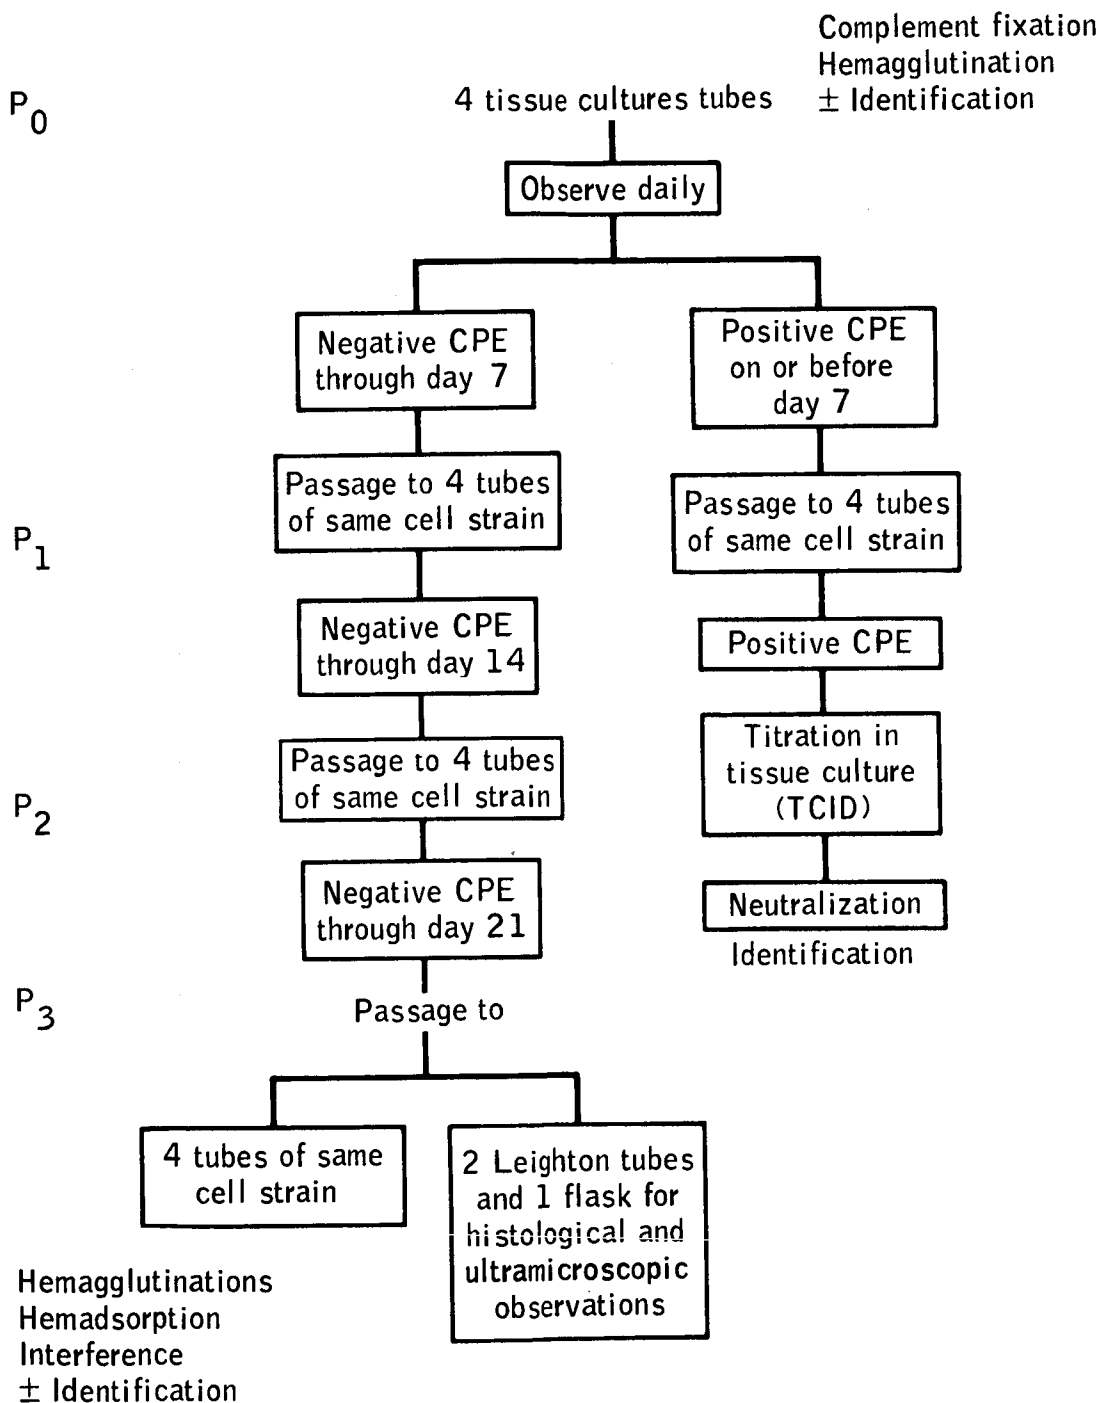 Complement fixation
Hemagglutination
± Identification
P0
4 tissue cultures tubes
Observe daily
Negative CPE
through day 7
Positive CPE
on or before
day 7
Passage to 4 tubes
of same cell strain
Passage to 4 tubes
of same cell strain
P1
Negative CPE
through day 14
Positive CPE
Passage to 4 tubes
of same cell strain
Titration in
tissue culture
(TCID)
P2
Negative CPE
through day 21
Neutralization
Identification
P3
Passage to
4 tubes of same
cell strain
2 Leighton tubes
and 1 flask for
histological and
ultramicroscopic
observations
Hemagglutinations
Hemadsorption
Interference
± Identification